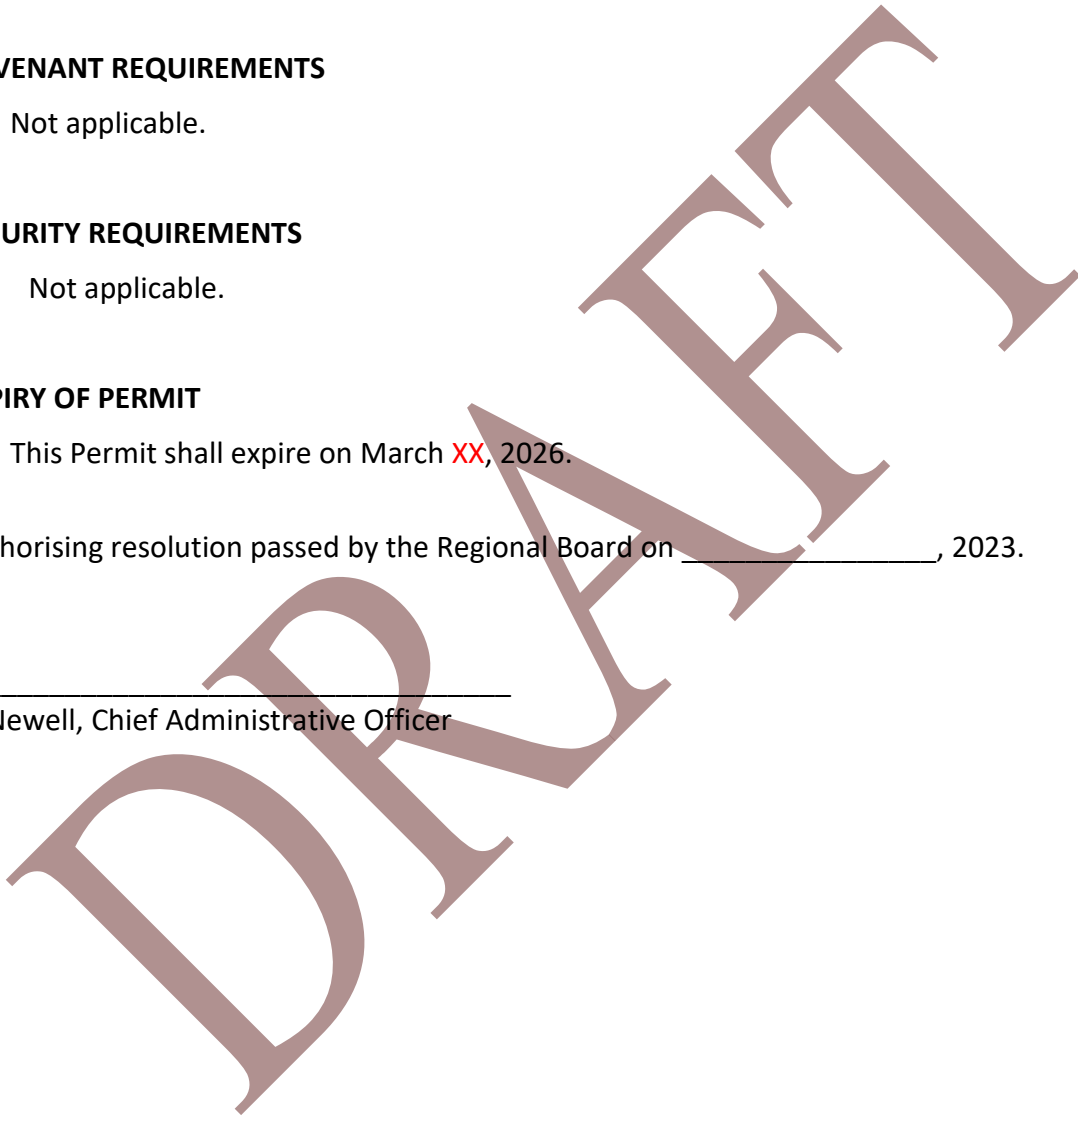 VENANT REQUIREMENTS
Not applicable.
URITY REQUIREMENTS
Not applicable.
PIRY OF PERMIT
This Permit shall expire on March XX, 2026.
horising resolution passed by the Regional Board on ________________, 2023.
________________________________
Newell, Chief Administrative Officer
DRAFT